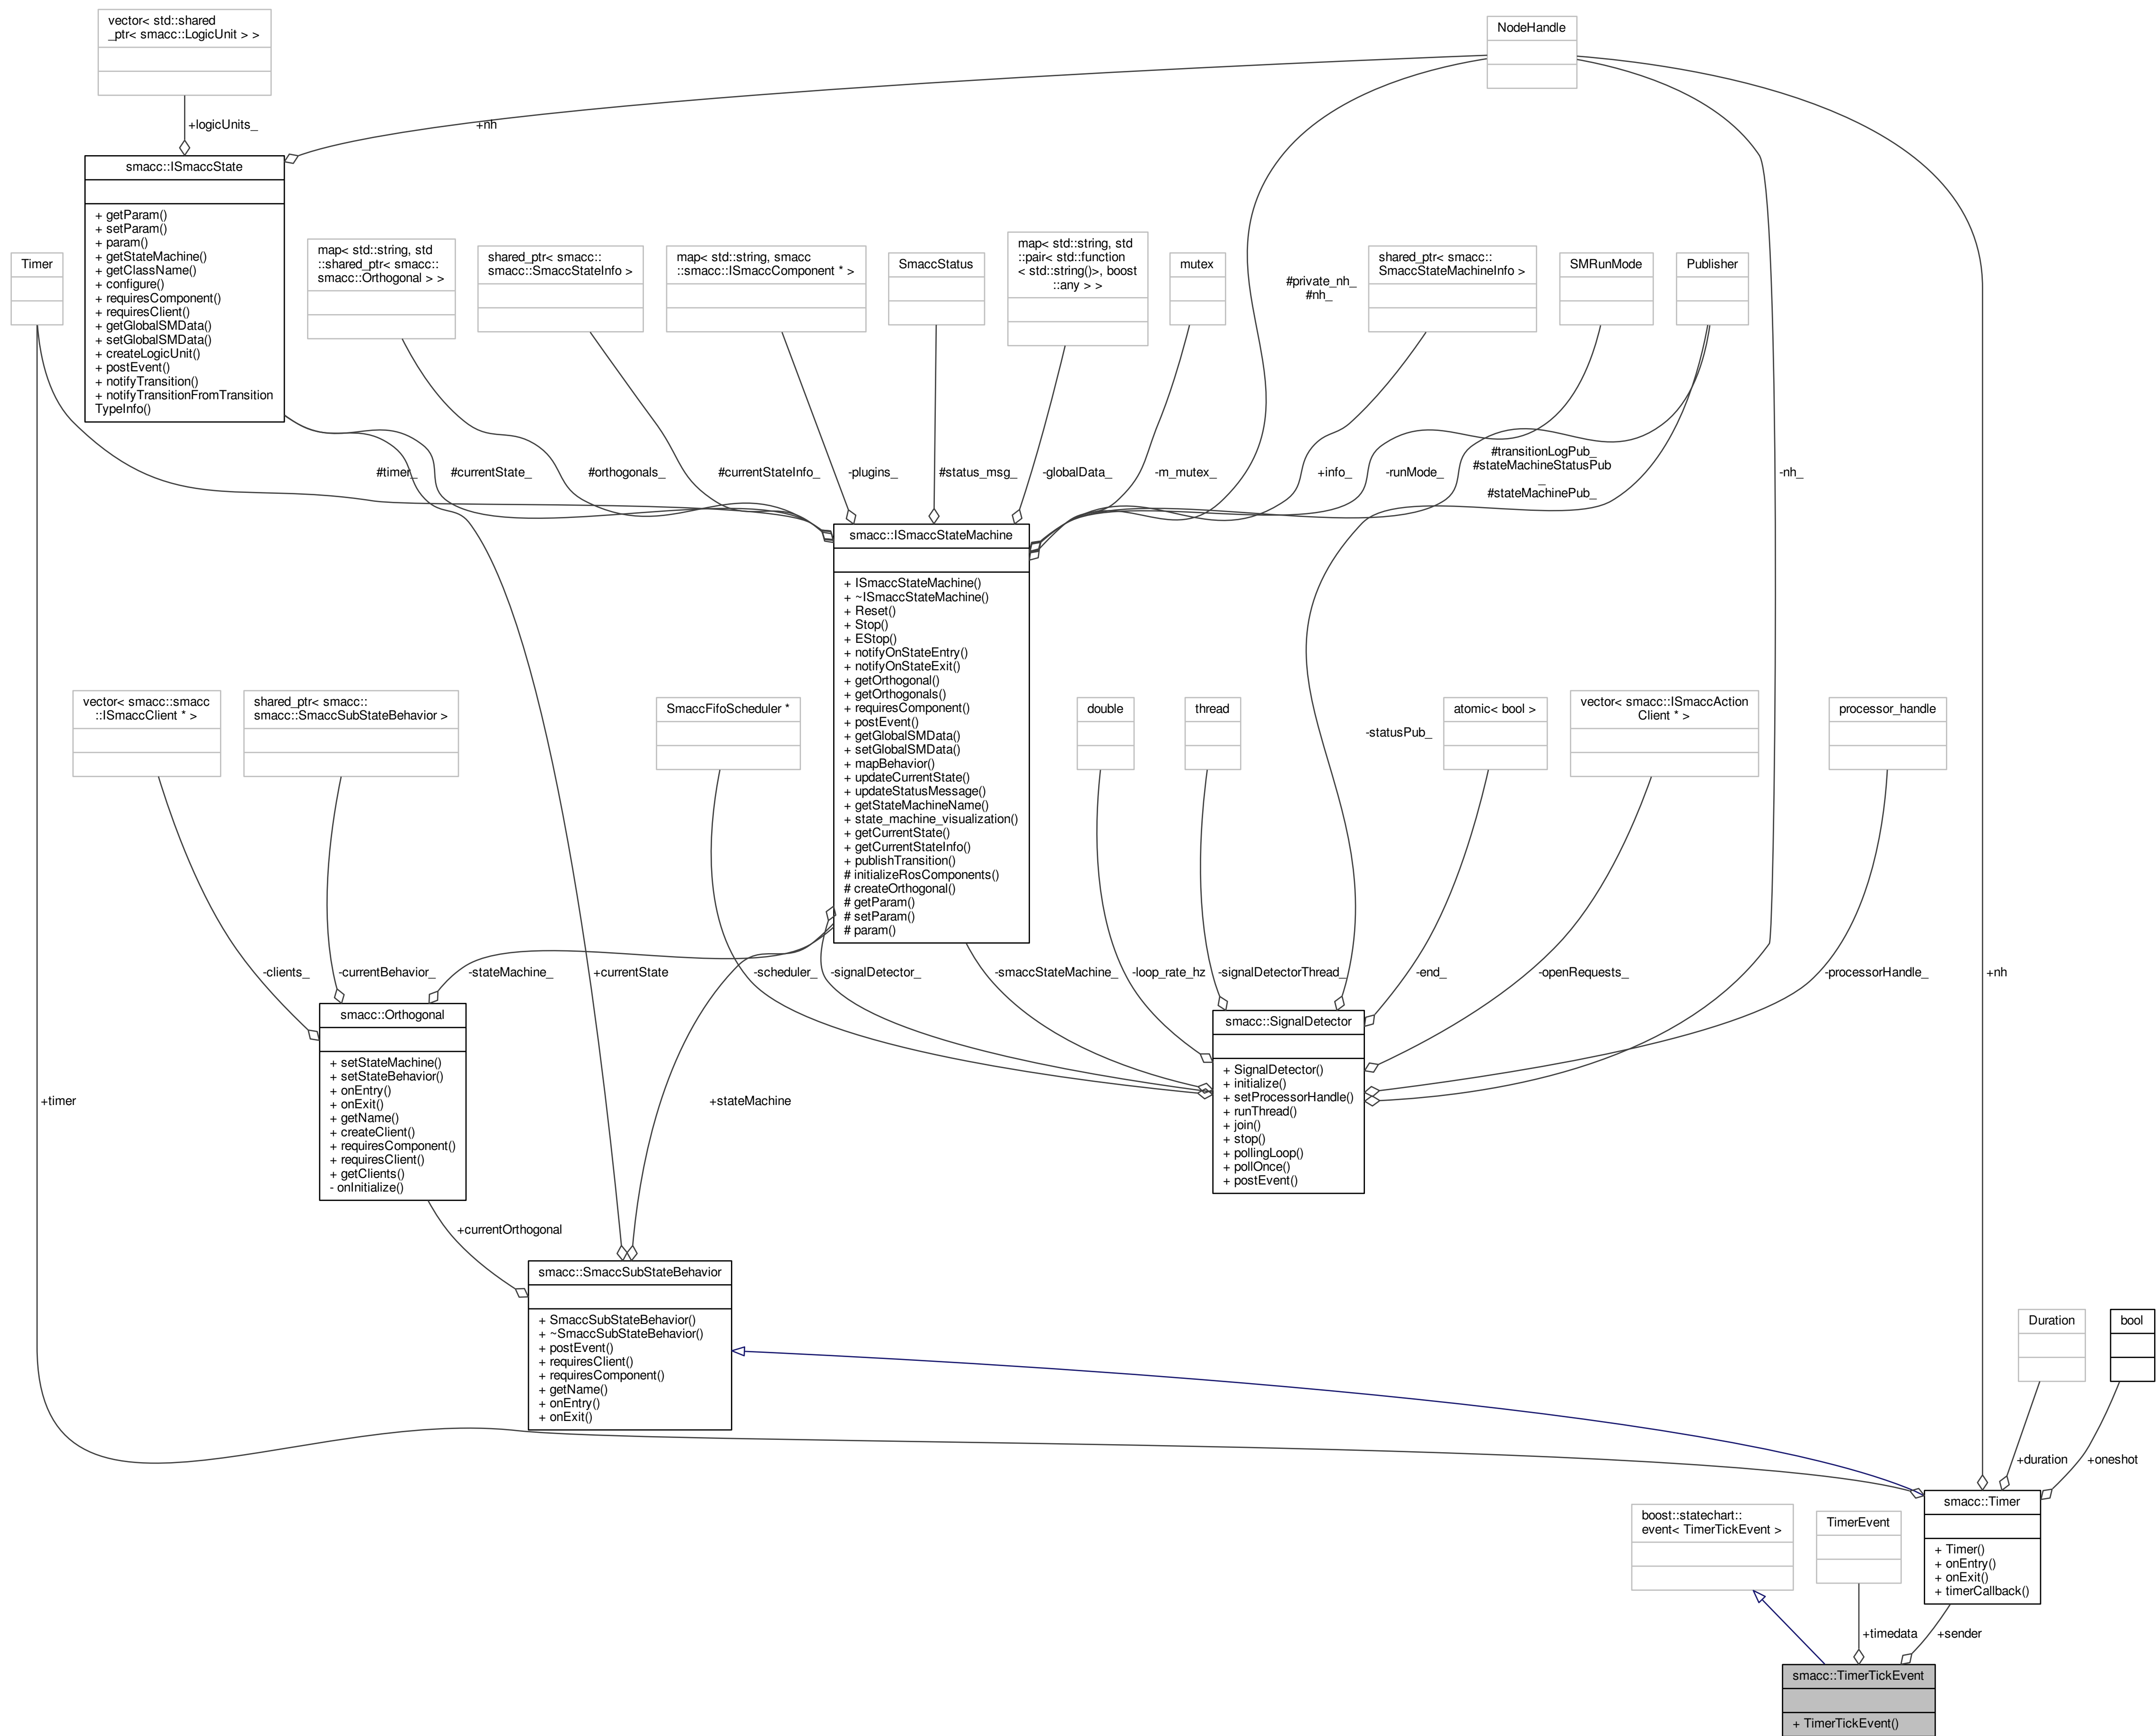 vector< std::shared
_ptr< smacc::LogicUnit > >
NodeHandle
+logicUnits_
+nh
smacc::ISmaccState
+ getParam()
+ setParam()
+ param()
+ getStateMachine()
+ getClassName()
+ configure()
+ requiresComponent()
+ requiresClient()
+ getGlobalSMData()
+ setGlobalSMData()
+ createLogicUnit()
+ postEvent()
+ notifyTransition()
+ notifyTransitionFromTransition
TypeInfo()
Timer
map< std::string, std
::shared_ptr< smacc::
smacc::Orthogonal > >
shared_ptr< smacc::
smacc::SmaccStateInfo >
map< std::string, smacc
::smacc::ISmaccComponent * >
SmaccStatus
map< std::string, std
::pair< std::function
< std::string()>, boost
::any > >
mutex
#private_nh_
#nh_
shared_ptr< smacc::
SmaccStateMachineInfo >
SMRunMode
Publisher
#timer_
#currentState_
#orthogonals_
#currentStateInfo_
-plugins_
#status_msg_
-globalData_
-m_mutex_
+info_
-runMode_
#transitionLogPub_
#stateMachineStatusPub
_
#stateMachinePub_
-nh_
smacc::ISmaccStateMachine
+ ISmaccStateMachine()
+ ~ISmaccStateMachine()
+ Reset()
+ Stop()
+ EStop()
+ notifyOnStateEntry()
+ notifyOnStateExit()
+ getOrthogonal()
+ getOrthogonals()
+ requiresComponent()
+ postEvent()
+ getGlobalSMData()
+ setGlobalSMData()
+ mapBehavior()
+ updateCurrentState()
+ updateStatusMessage()
+ getStateMachineName()
+ state_machine_visualization()
+ getCurrentState()
+ getCurrentStateInfo()
+ publishTransition()
# initializeRosComponents()
# createOrthogonal()
# getParam()
# setParam()
# param()
vector< smacc::smacc
::ISmaccClient * >
shared_ptr< smacc::
smacc::SmaccSubStateBehavior >
SmaccFifoScheduler *
double
thread
-statusPub_
atomic< bool >
vector< smacc::ISmaccAction
Client * >
processor_handle
-clients_
-currentBehavior_
-stateMachine_
+currentState
-scheduler_
-signalDetector_
-smaccStateMachine_
-loop_rate_hz
-signalDetectorThread_
-end_
-openRequests_
-processorHandle_
+nh
smacc::Orthogonal
+ setStateMachine()
+ setStateBehavior()
+ onEntry()
+ onExit()
+ getName()
+ createClient()
+ requiresComponent()
+ requiresClient()
+ getClients()
- onInitialize()
smacc::SignalDetector
+ SignalDetector()
+ initialize()
+ setProcessorHandle()
+ runThread()
+ join()
+ stop()
+ pollingLoop()
+ pollOnce()
+ postEvent()
+timer
+stateMachine
+currentOrthogonal
smacc::SmaccSubStateBehavior
+ SmaccSubStateBehavior()
+ ~SmaccSubStateBehavior()
+ postEvent()
+ requiresClient()
+ requiresComponent()
+ getName()
+ onEntry()
+ onExit()
Duration
bool
+duration
+oneshot
smacc::Timer
+ Timer()
+ onEntry()
+ onExit()
+ timerCallback()
boost::statechart::
event< TimerTickEvent >
TimerEvent
+timedata
+sender
smacc::TimerTickEvent
+ TimerTickEvent()